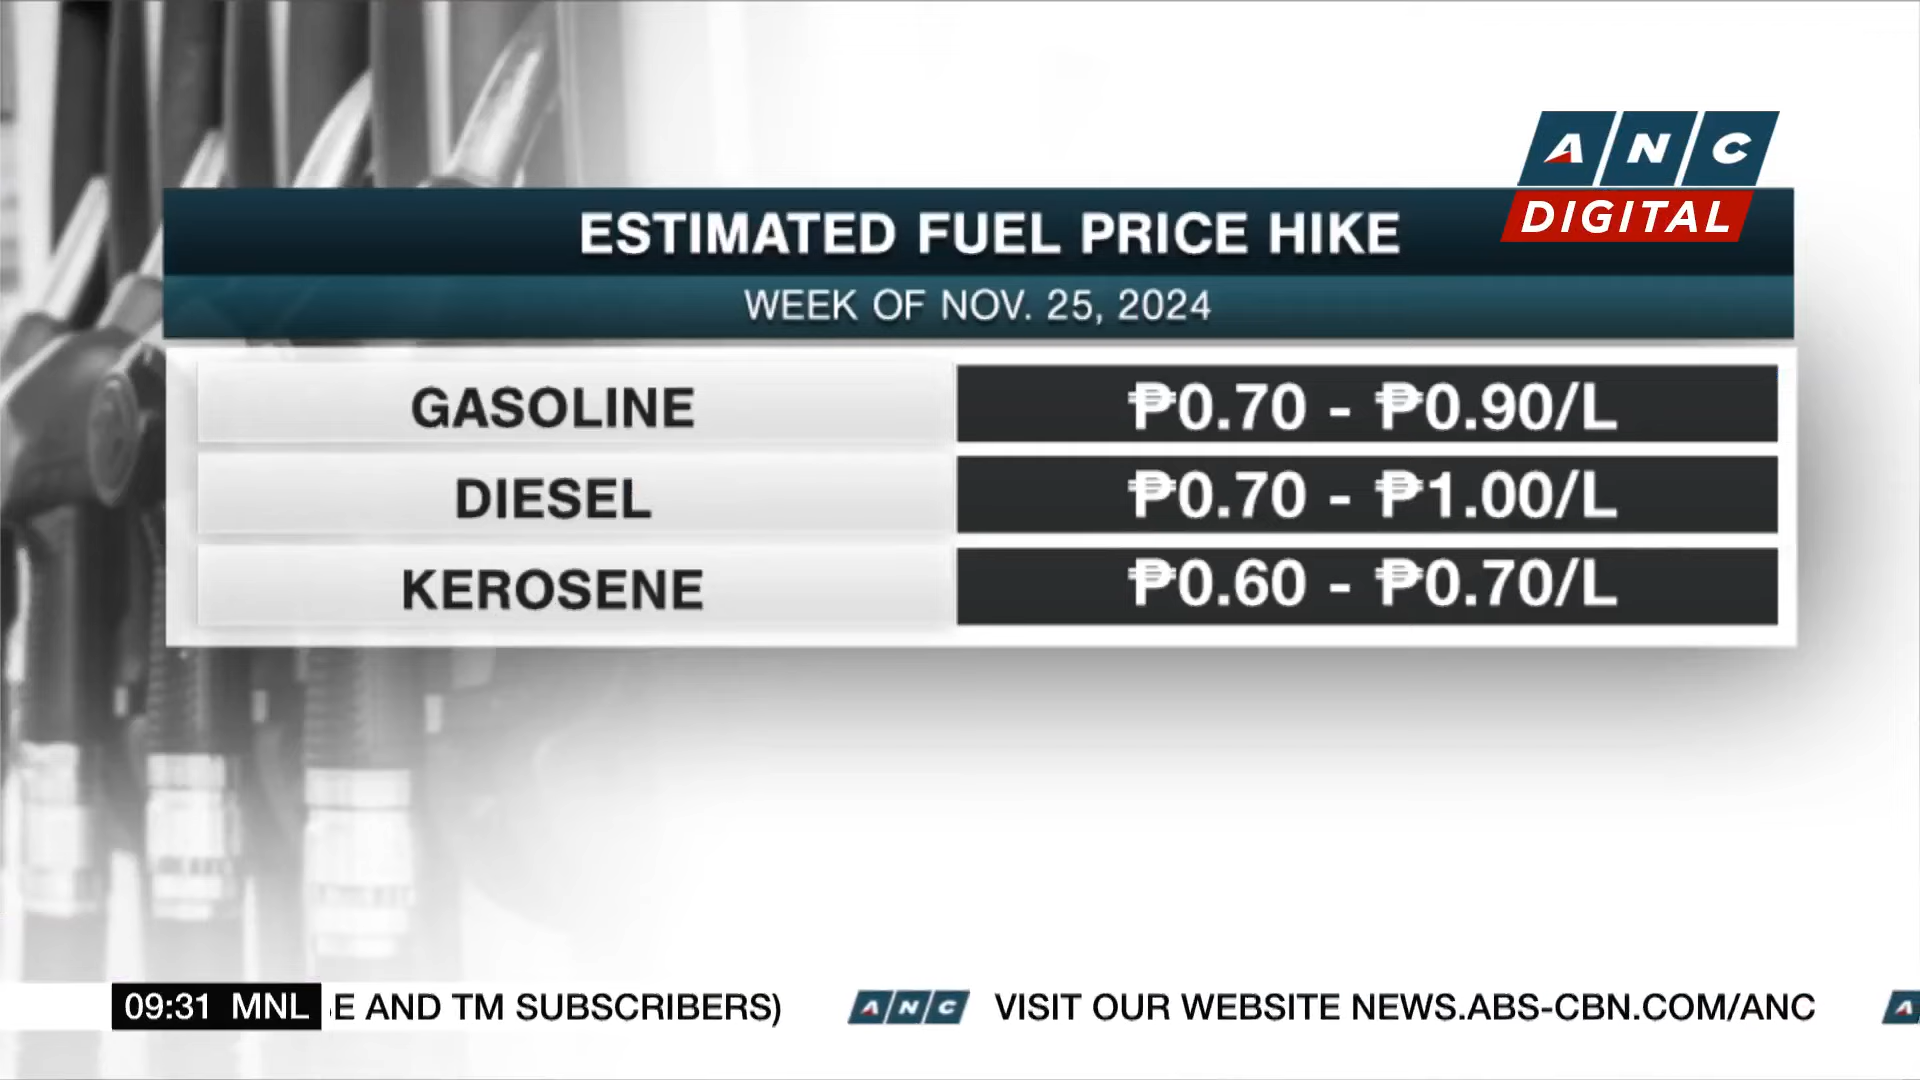 ANC
DIGITAL
ESTIMATED FUEL PRICE HIKE
WEEK OF NOV. 25, 2024
GASOLINE ₱0.70 - ₱0.90/L
DIESEL ₱0.70 - ₱1.00/L
KEROSENE ₱0.60 - ₱0.70/L
09:31 MNL E AND TM SUBSCRIBERS) ANC VISIT OUR WEBSITE NEWS.ABS-CBN.COM/ANC A